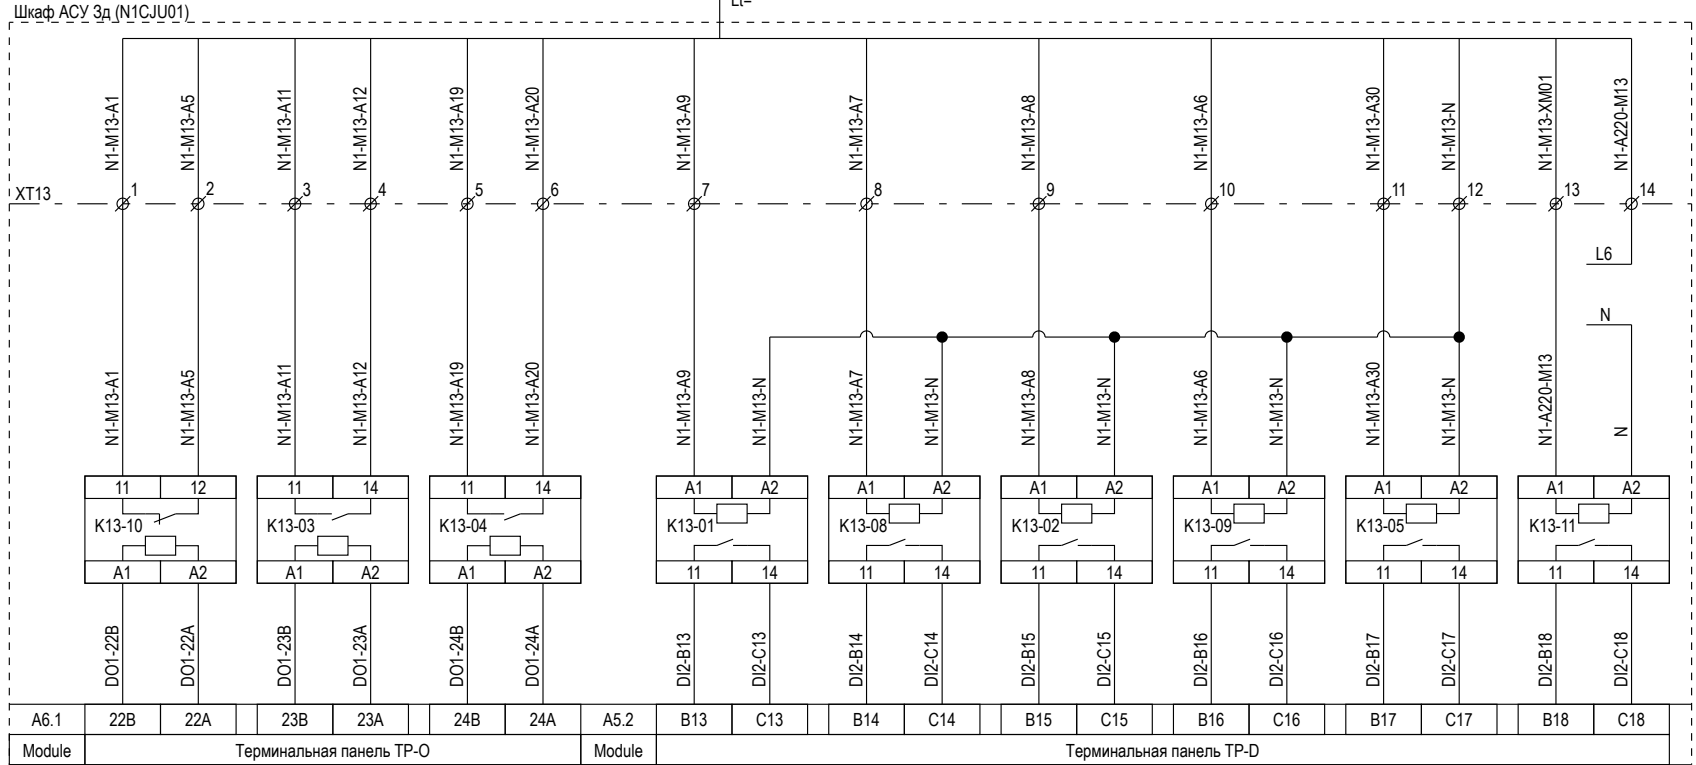 Lt=
Шкаф АСУ 3д (N1CJU01)
N1-M13-A1 N1-M13-A5 N1-M13-A11 N1-M13-A12 N1-M13-A19 N1-M13-A20 N1-M13-A9 N1-M13-A7 N1-M13-A8 N1-M13-A6 N1-M13-A30 N1-M13-N N1-M13-XM01 N1-A220-M13
XT13 1 2 3 4 5 6 7 8 9 10 11 12 13 14
L6
N
N1-M13-A1 N1-M13-A5 N1-M13-A11 N1-M13-A12 N1-M13-A19 N1-M13-A20 N1-M13-A9 N1-M13-N N1-M13-A7 N1-M13-N N1-M13-A8 N1-M13-N N1-M13-A6 N1-M13-N N1-M13-A30 N1-M13-N N1-A220-M13 N
11 12 11 14 11 14 A1 A2 A1 A2 A1 A2 A1 A2 A1 A2 A1 A2
K13-10 K13-03 K13-04 K13-01 K13-08 K13-02 K13-09 K13-05 K13-11
A1 A2 A1 A2 A1 A2 11 14 11 14 11 14 11 14 11 14 11 14
DO1-22B DO1-22A DO1-23B DO1-23A DO1-24B DO1-24A DI2-B13 DI2-C13 DI2-B14 DI2-C14 DI2-B15 DI2-C15 DI2-B16 DI2-C16 DI2-B17 DI2-C17 DI2-B18 DI2-C18
A6.1 22B 22A 23B 23A 24B 24A A5.2 B13 C13 B14 C14 B15 C15 B16 C16 B17 C17 B18 C18
Module Терминальная панель TP-O Module Терминальная панель TP-D